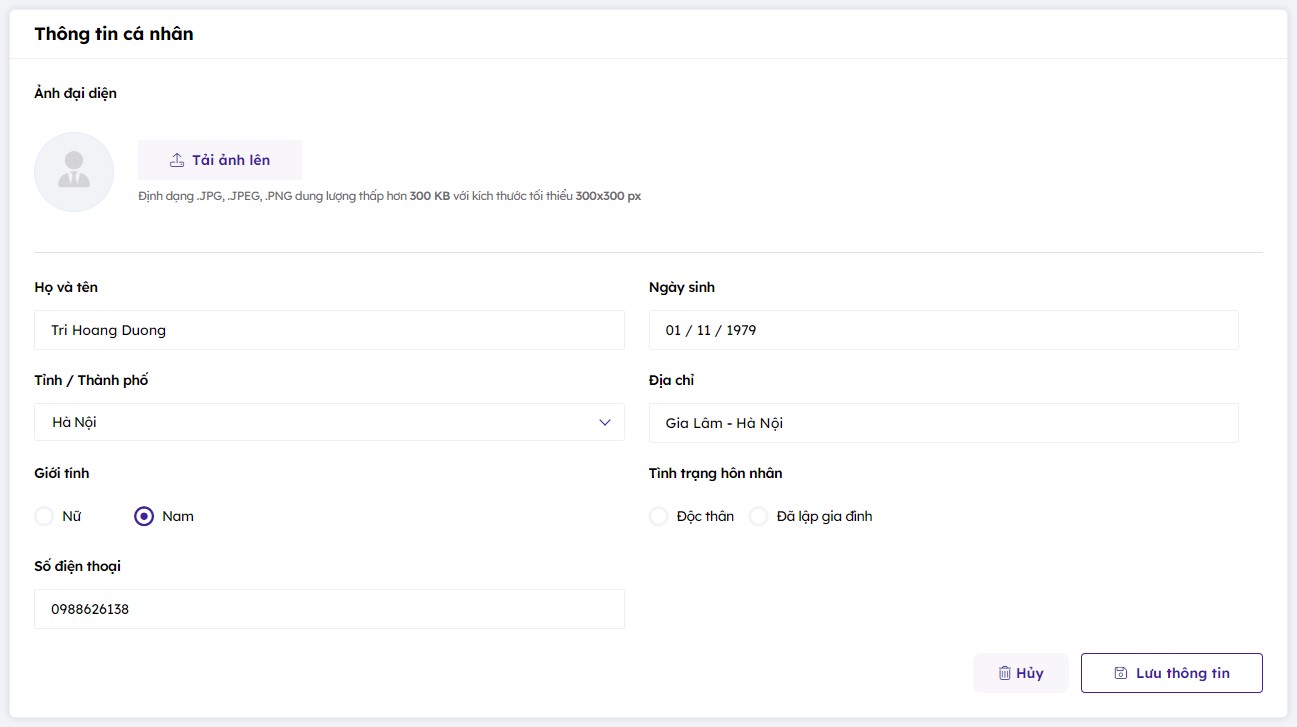 Thông tin cá nhân
Ảnh đại diện
Tải ảnh lên
Định dạng .JPG, .JPEG, .PNG dung lượng thấp hơn 300 KB với kích thước tối thiểu 300x300 px
Họ và tên
Ngày sinh
Tri Hoang Duong
01 / 11 / 1979
Tỉnh / Thành phố
Địa chỉ
Hà Nội
Gia Lâm - Hà Nội
Giới tính
Tình trạng hôn nhân
Nữ Nam
Độc thân Đã lập gia đình
Số điện thoại
0988626138
Hủy
Lưu thông tin